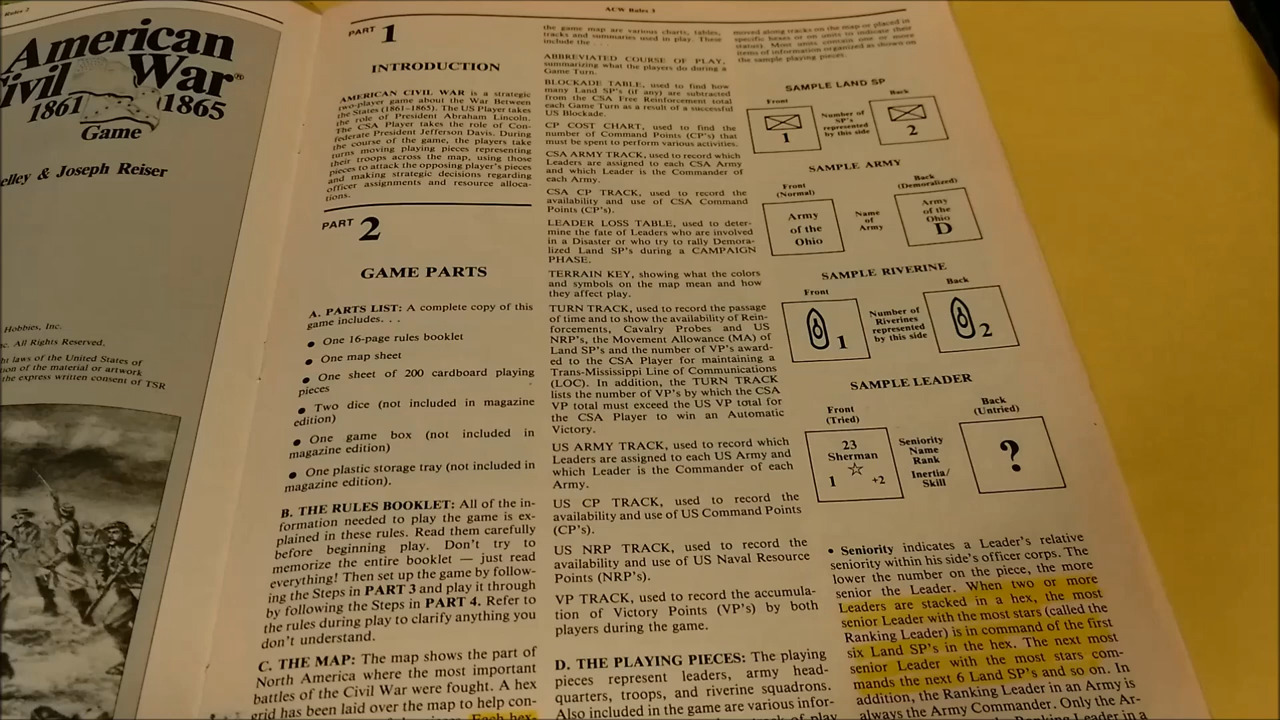 Rules 2
American
Civil War®
1861 1865
Game
elley & Joseph Reiser
Hobbies, Inc.
nc. All Rights Reserved.
ht laws of the United States of
tion of the material or artwork
the express written consent of TSR
ACW Rules 3
PART 1
INTRODUCTION
AMERICAN CIVIL WAR is a strategic
two-player game about the War Between
the States (1861–1865). The US Player takes
the role of President Abraham Lincoln.
The CSA Player takes the role of Con-
federate President Jefferson Davis. During
the course of the game, the players take
turns moving playing pieces representing
their troops across the map, using those
pieces to attack the opposing player's pieces
and making strategic decisions regarding
officer assignments and resource alloca-
tions.
PART 2
GAME PARTS
A. PARTS LIST: A complete copy of this
game includes. . .
● One 16-page rules booklet
● One map sheet
● One sheet of 200 cardboard playing
pieces
● Two dice (not included in magazine
edition)
● One game box (not included in
magazine edition)
● One plastic storage tray (not included in
magazine edition).
B. THE RULES BOOKLET: All of the in-
formation needed to play the game is ex-
plained in these rules. Read them carefully
before beginning play. Don't try to
memorize the entire booklet — just read
everything! Then set up the game by follow-
ing the Steps in PART 3 and play it through
by following the Steps in PART 4. Refer to
the rules during play to clarify anything you
don't understand.
C. THE MAP: The map shows the part of
North America where the most important
battles of the Civil War were fought. A hex
grid has been laid over the map to help con-
Each hex-
the game map are various charts, tables,
tracks and summaries used in play. These
include the . . .
ABBREVIATED COURSE OF PLAY,
summarizing what the players do during a
Game Turn.
BLOCKADE TABLE, used to find how
many Land SP's (if any) are subtracted
from the CSA Free Reinforcement total
each Game Turn as a result of a successful
US Blockade.
CP COST CHART, used to find the
number of Command Points (CP's) that
must be spent to perform various activities.
CSA ARMY TRACK, used to record which
Leaders are assigned to each CSA Army
and which Leader is the Commander of
each Army.
CSA CP TRACK, used to record the
availability and use of CSA Command
Points (CP's).
LEADER LOSS TABLE, used to deter-
mine the fate of Leaders who are involved
in a Disaster or who try to rally Demora-
lized Land SP's during a CAMPAIGN
PHASE.
TERRAIN KEY, showing what the colors
and symbols on the map mean and how
they affect play.
TURN TRACK, used to record the passage
of time and to show the availability of Rein-
forcements, Cavalry Probes and US
NRP's, the Movement Allowance (MA) of
Land SP's and the number of VP's award-
ed to the CSA Player for maintaining a
Trans-Mississippi Line of Communications
(LOC). In addition, the TURN TRACK
lists the number of VP's by which the CSA
VP total must exceed the US VP total for
the CSA Player to win an Automatic
Victory.
US ARMY TRACK, used to record which
Leaders are assigned to each US Army and
which Leader is the Commander of each
Army.
US CP TRACK, used to record the
availability and use of US Command Points
(CP's).
US NRP TRACK, used to record the
availability and use of US Naval Resource
Points (NRP's).
VP TRACK, used to record the accumula-
tion of Victory Points (VP's) by both
players during the game.
D. THE PLAYING PIECES: The playing
pieces represent leaders, army head-
quarters, troops, and riverine squadrons.
Also included in the game are various infor-
moved along tracks on the map or placed in
specific hexes or on units to indicate their
status). Most units contain one or more
items of information organized as shown on
the sample playing pieces.
SAMPLE LAND SP
Front
Back
1
Number of
SP's
represented
by this side
2
SAMPLE ARMY
Front
(Normal)
Back
(Demoralized)
Army
of the
Ohio
Name
of
Army
Army
of the
Ohio
D
SAMPLE RIVERINE
Front
Back
1
Number of
Riverines
represented
by this side
2
SAMPLE LEADER
Front
(Tried)
Back
(Untried)
23
Sherman
☆
1 +2
Seniority
Name
Rank
Inertia/
Skill
?
• Seniority indicates a Leader's relative
seniority within his side's officer corps. The
lower the number on the piece, the more
senior the Leader. When two or more
Leaders are stacked in a hex, the most
senior Leader with the most stars (called the
Ranking Leader) is in command of the first
six Land SP's in the hex. The next most
senior Leader with the most stars com-
mands the next 6 Land SP's and so on. In
addition, the Ranking Leader in an Army is
always the Army Commander. Only the Ar-
Ranking Leader in a